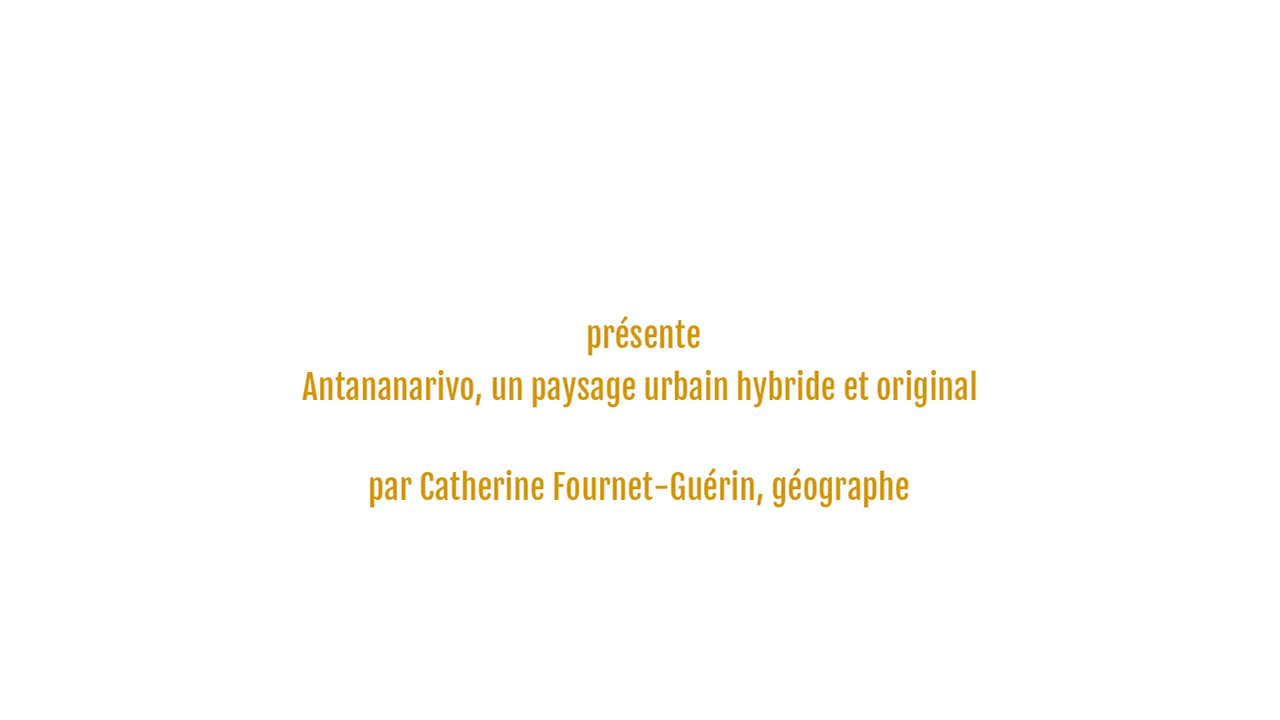 présente
Antananarivo, un paysage urbain hybride et original
par Catherine Fournet-Guérin, géographe